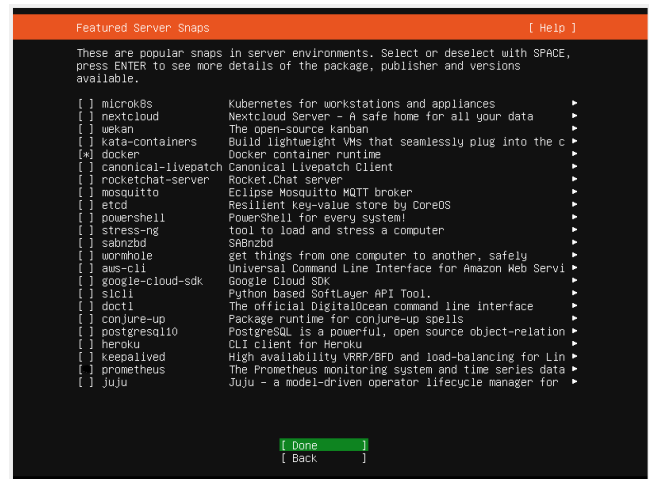 Featured Server Snaps [ Help ]
These are popular snaps in server environments. Select or deselect with SPACE,
press ENTER to see more details of the package, publisher and versions
available.
[ ] microk8s Kubernetes for workstations and appliances ▸
[ ] nextcloud Nextcloud Server - A safe home for all your data ▸
[ ] wekan The open-source kanban ▸
[ ] kata-containers Build lightweight VMs that seamlessly plug into the c ▸
[*] docker Docker container runtime ▸
[ ] canonical-livepatch Canonical Livepatch Client ▸
[ ] rocketchat-server Rocket.Chat server ▸
[ ] mosquitto Eclipse Mosquitto MQTT broker ▸
[ ] etcd Resilient key-value store by CoreOS ▸
[ ] powershell PowerShell for every system! ▸
[ ] stress-ng tool to load and stress a computer ▸
[ ] sabnzbd SABnzbd ▸
[ ] wormhole get things from one computer to another, safely ▸
[ ] aws-cli Universal Command Line Interface for Amazon Web Servi ▸
[ ] google-cloud-sdk Google Cloud SDK ▸
[ ] slcli Python based SoftLayer API Tool. ▸
[ ] doctl The official DigitalOcean command line interface ▸
[ ] conjure-up Package runtime for conjure-up spells ▸
[ ] postgresql10 PostgreSQL is a powerful, open source object-relation ▸
[ ] heroku CLI client for Heroku ▸
[ ] keepalived High availability VRRP/BFD and load-balancing for Lin ▸
[ ] prometheus The Prometheus monitoring system and time series data ▸
[ ] juju Juju - a model-driven operator lifecycle manager for ▸
[ Done ]
[ Back ]